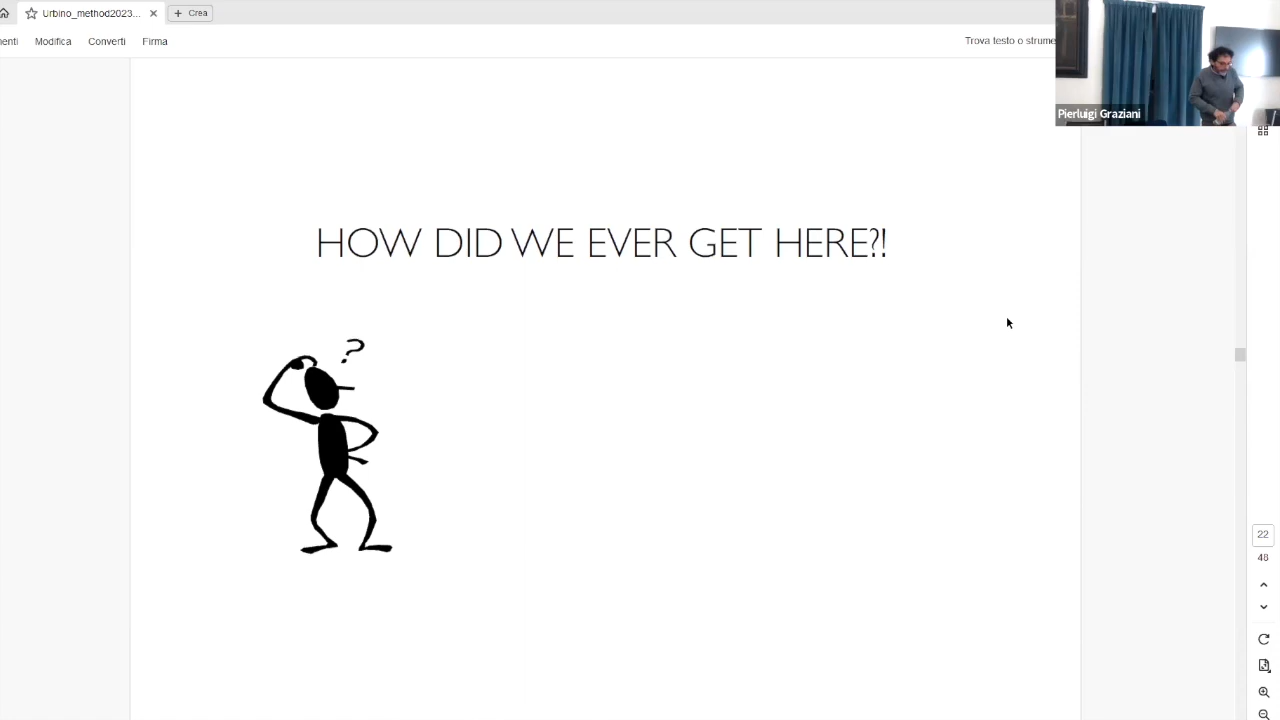 Urbino_method2023...
Crea
enti
Modifica
Converti
Firma
Trova testo o strume
Pierluigi Graziani
HOW DID WE EVER GET HERE?!
?
22
48